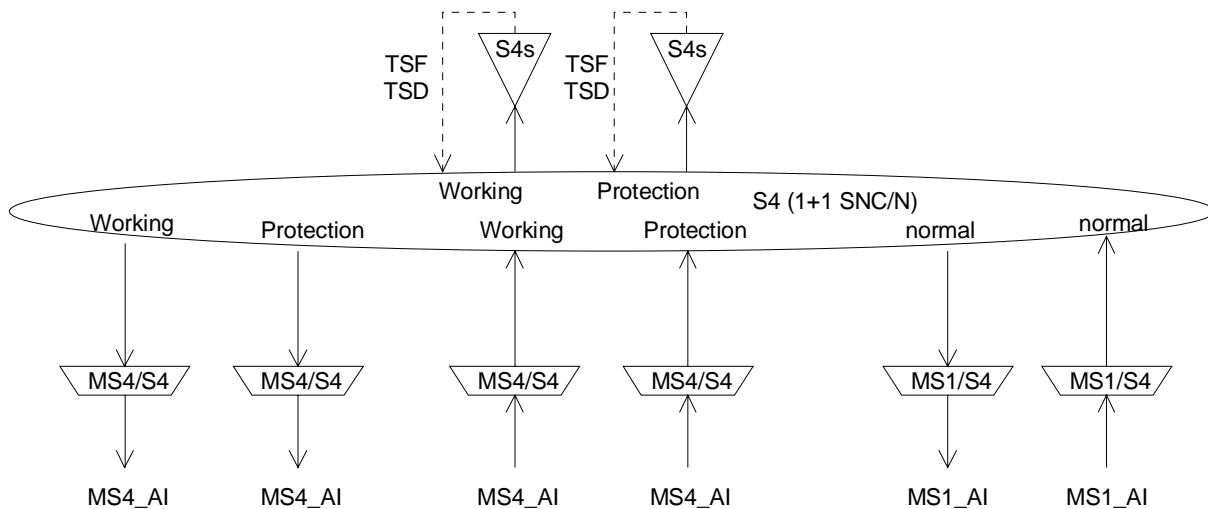 S4s S4s
TSF TSF
TSD TSD
Working Protection S4 (1+1 SNC/N)
Working Protection Working Protection normal normal
MS4/S4 MS4/S4 MS4/S4 MS4/S4 MS1/S4 MS1/S4
MS4_AI MS4_AI MS4_AI MS4_AI MS1_AI MS1_AI